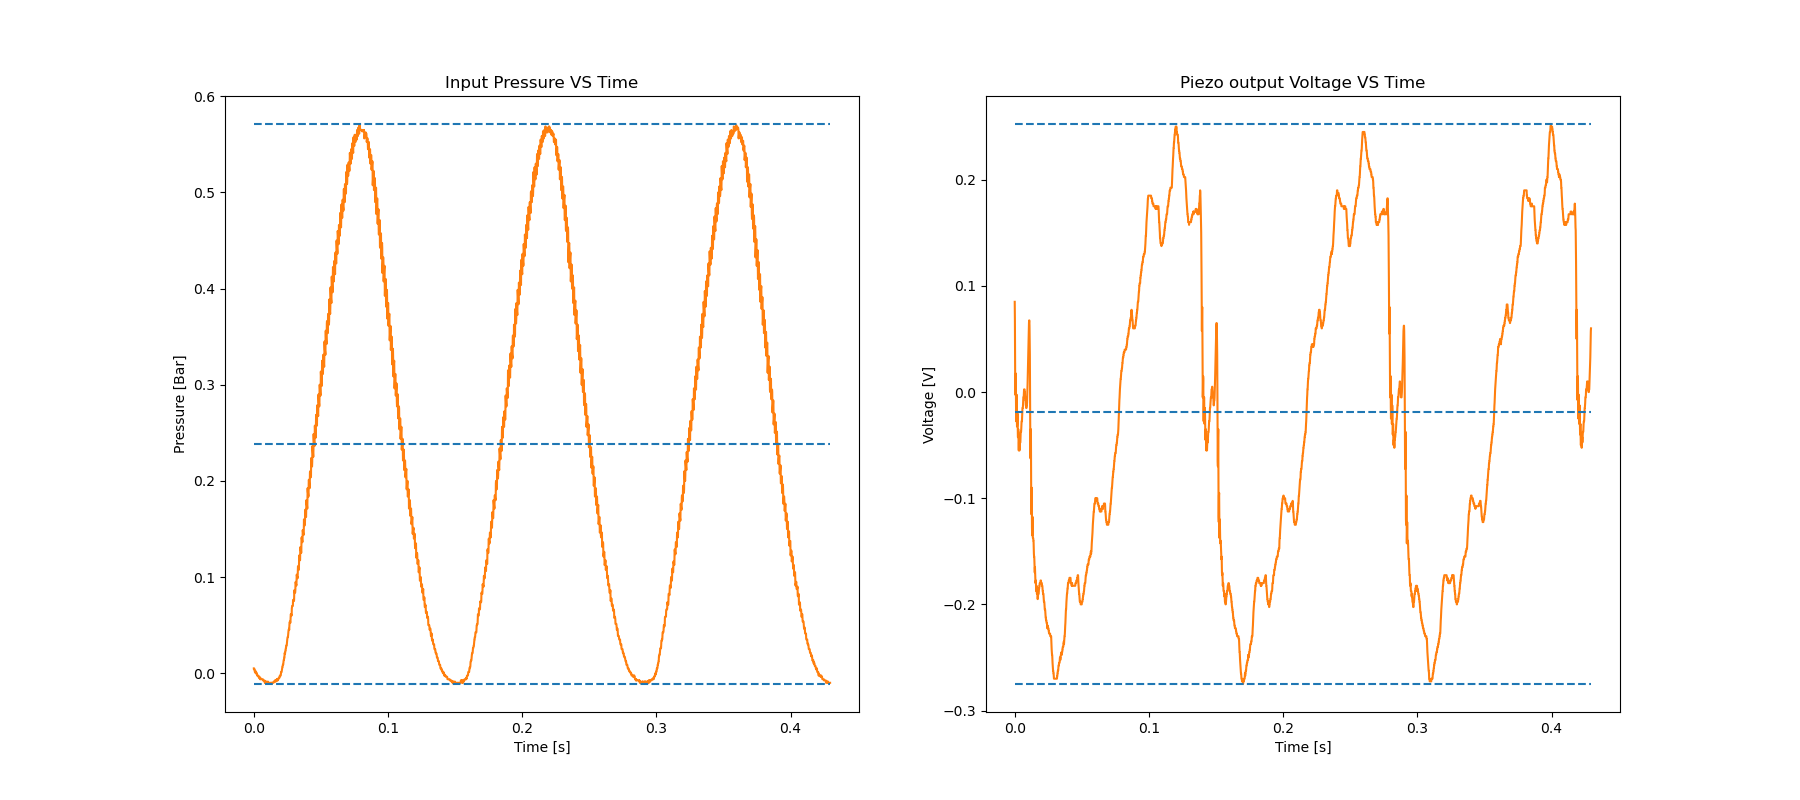 Input Pressure VS Time
0.6
0.5
0.4
0.3
0.2
0.1
0.0
Pressure [Bar]
0.0 0.1 0.2 0.3 0.4
Time [s]
Piezo output Voltage VS Time
0.2
0.1
0.0
−0.1
−0.2
−0.3
Voltage [V]
0.0 0.1 0.2 0.3 0.4
Time [s]